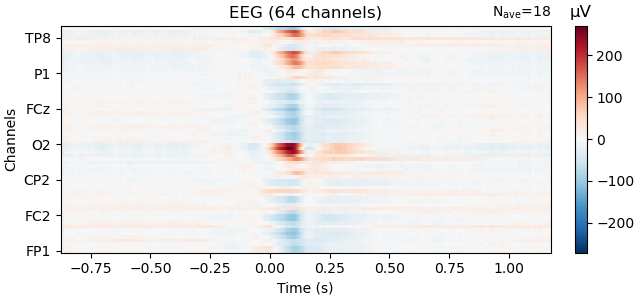 EEG (64 channels)
Nave=18
µV
TP8
P1
FCz
O2
CP2
FC2
FP1
Channels
−0.75
−0.50
−0.25
0.00
0.25
0.50
0.75
1.00
Time (s)
200
100
0
−100
−200